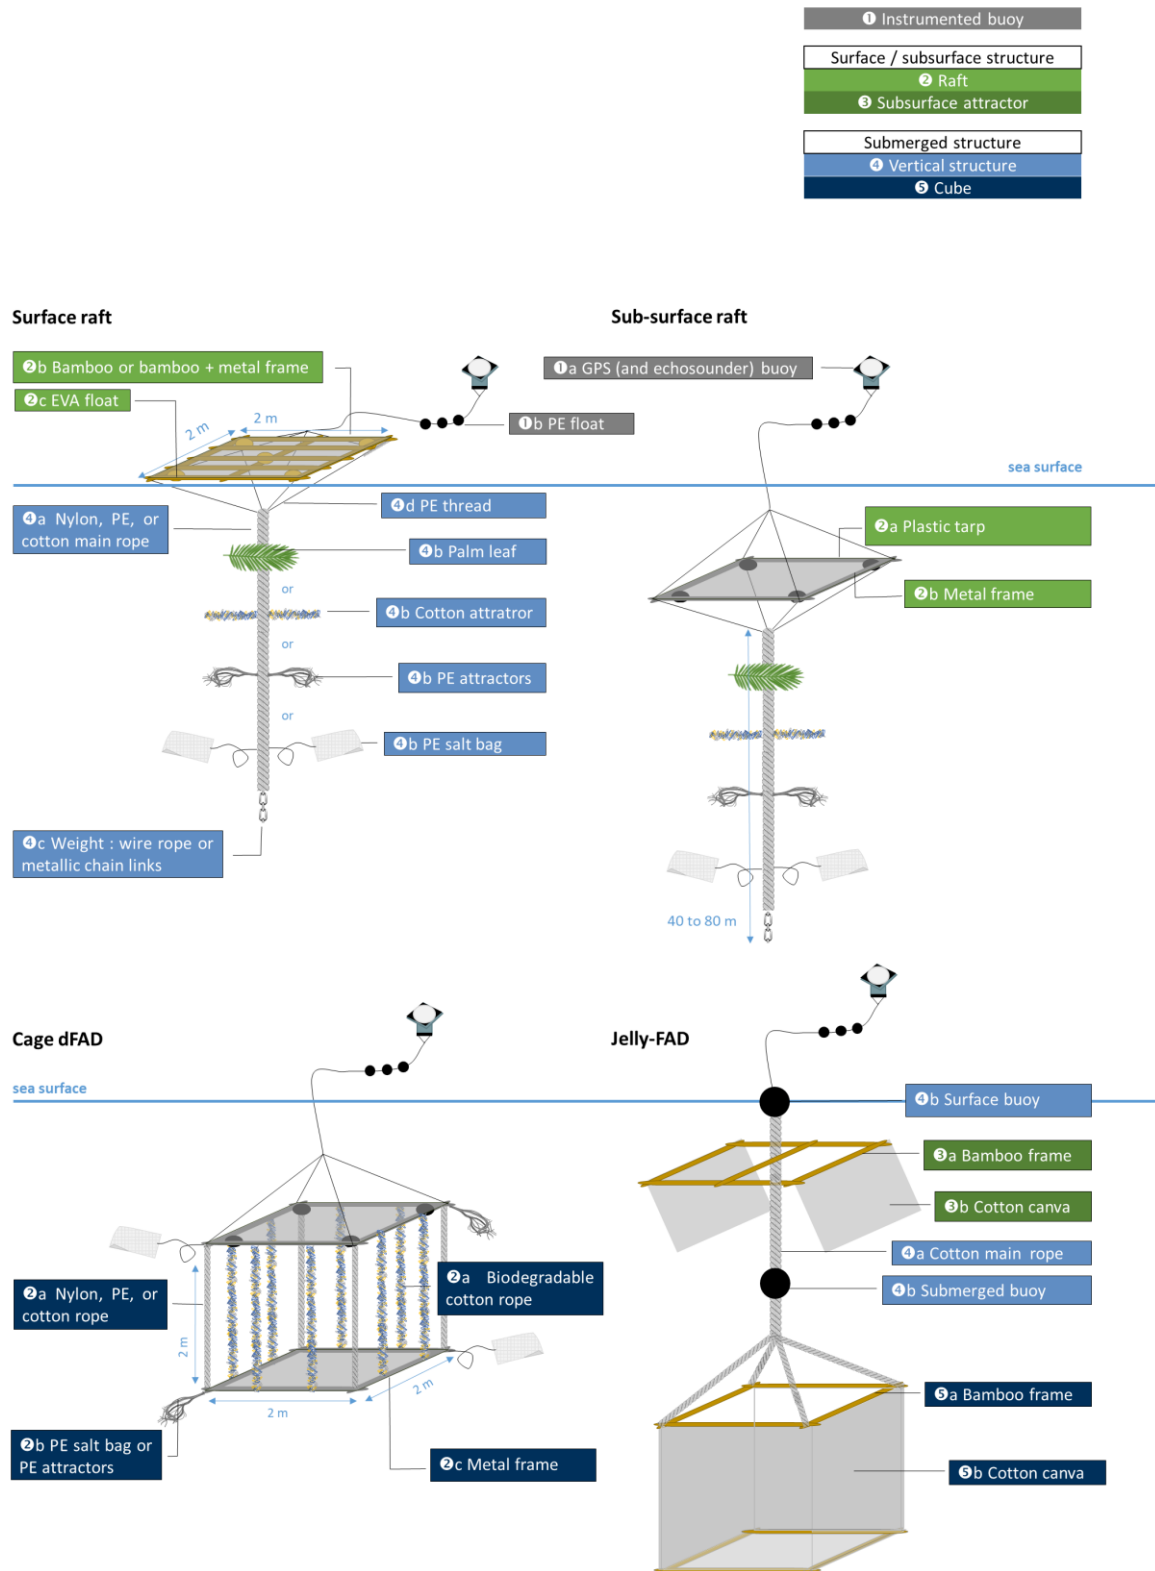 ❶ Instrumented buoy
Surface / subsurface structure
❷ Raft
❸ Subsurface attractor
Submerged structure
❹ Vertical structure
❺ Cube
Surface raft
❷b Bamboo or bamboo + metal frame
❷c EVA float
2 m
2 m
❶b PE float
❹a Nylon, PE, or
cotton main rope
❹d PE thread
❹b Palm leaf
or
❹b Cotton attratror
or
❹b PE attractors
or
❹b PE salt bag
❹c Weight : wire rope or
metallic chain links
Sub-surface raft
❶a GPS (and echosounder) buoy
sea surface
❷a Plastic tarp
❷b Metal frame
40 to 80 m
Cage dFAD
sea surface
❷a Nylon, PE, or
cotton rope
❷a Biodegradable
cotton rope
2 m
2 m
2 m
❷b PE salt bag or
PE attractors
❷c Metal frame
Jelly-FAD
❹b Surface buoy
❸a Bamboo frame
❸b Cotton canva
❹a Cotton main rope
❹b Submerged buoy
❺a Bamboo frame
❺b Cotton canva